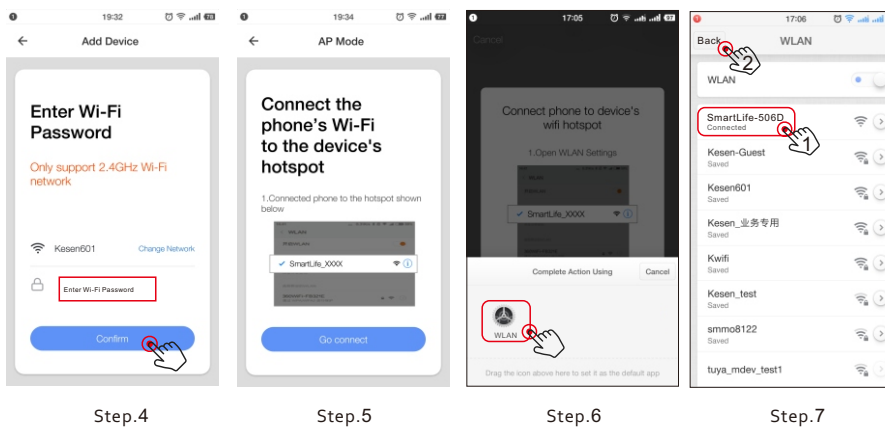 19:32
78
Add Device
Enter Wi-Fi
Password
Only support 2.4GHz Wi-Fi
network
Kesen601
Change Network
Enter Wi-Fi Password
Confirm
Step.4
19:34
77
AP Mode
Connect the
phone's Wi-Fi
to the device's
hotspot
1.Connected phone to the hotspot shown
below
WLAN
SmartLife_XXXX
Go connect
Step.5
17:05
97
Cancel
Connect phone to device's
wifi hotspot
1.Open WLAN Settings
WLAN
SmartLife_XXXX
Complete Action Using
Cancel
WLAN
Drag the icon above here to set it as the default app
Step.6
17:06
Back
WLAN
2
WLAN
SmartLife-506D
Connected
1
Kesen-Guest
Saved
Kesen601
Saved
Kesen_业务专用
Saved
Kwifi
Saved
Kesen_test
Saved
smmo8122
Saved
tuya_mdev_test1
Step.7